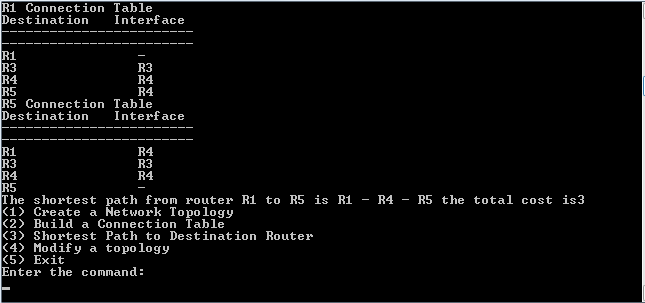 R1 Connection Table
Destination   Interface
------------------------
------------------------
R1               -
R3               R3
R4               R4
R5               R4
R5 Connection Table
Destination   Interface
------------------------
------------------------
R1               R4
R3               R3
R4               R4
R5               -
The shortest path from router R1 to R5 is R1 - R4 - R5 the total cost is3
(1) Create a Network Topology
(2) Build a Connection Table
(3) Shortest Path to Destination Router
(4) Modify a topology
(5) Exit
Enter the command: